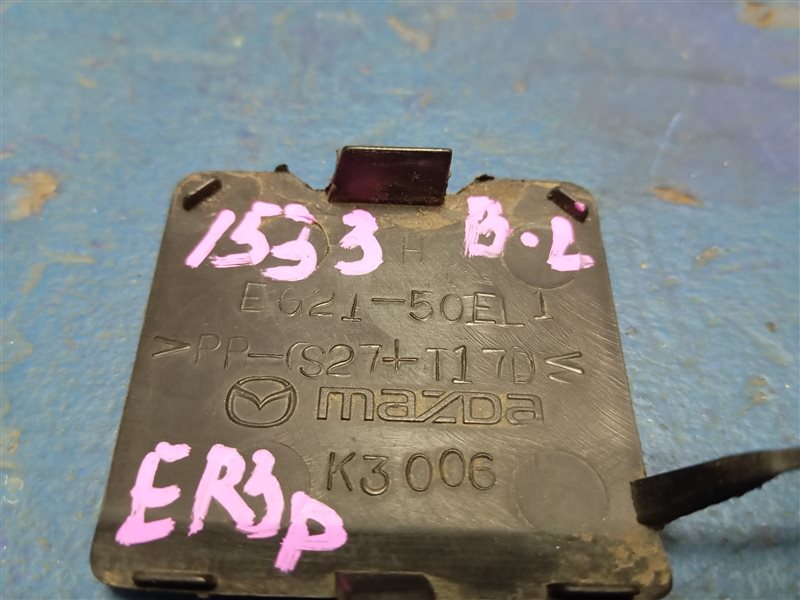 1533 H B.L
EG21-50EL1
>PP-(S27+T17D<
mazda
K3006
ER3P